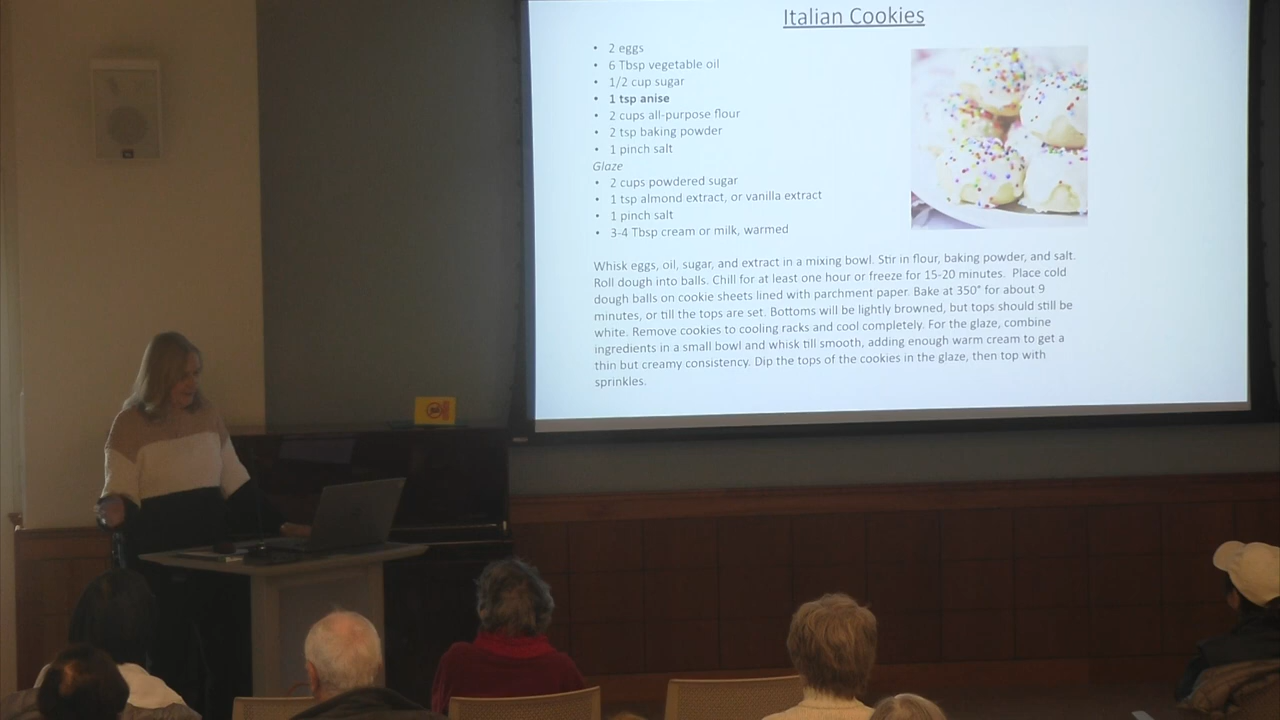 Italian Cookies
• 2 eggs
• 6 Tbsp vegetable oil
• 1/2 cup sugar
• 1 tsp anise
• 2 cups all-purpose flour
• 2 tsp baking powder
• 1 pinch salt
Glaze
• 2 cups powdered sugar
• 1 tsp almond extract, or vanilla extract
• 1 pinch salt
• 3-4 Tbsp cream or milk, warmed
Whisk eggs, oil, sugar, and extract in a mixing bowl. Stir in flour, baking powder, and salt.
Roll dough into balls. Chill for at least one hour or freeze for 15-20 minutes. Place cold
dough balls on cookie sheets lined with parchment paper. Bake at 350° for about 9
minutes, or till the tops are set. Bottoms will be lightly browned, but tops should still be
white. Remove cookies to cooling racks and cool completely. For the glaze, combine
ingredients in a small bowl and whisk till smooth, adding enough warm cream to get a
thin but creamy consistency. Dip the tops of the cookies in the glaze, then top with
sprinkles.